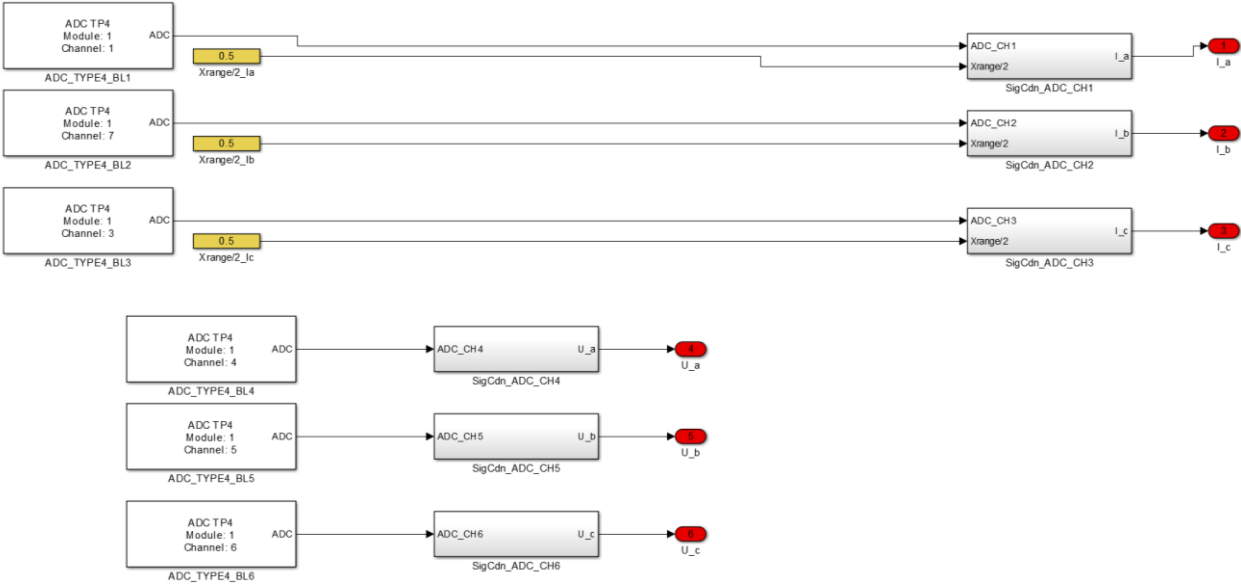 ADC TP4
Module: 1
Channel: 1
ADC
ADC_TYPE4_BL1
0.5
Xrange/2_Ia
ADC_CH1
Xrange/2
I_a
SigCdn_ADC_CH1
1
I_a
ADC TP4
Module: 1
Channel: 7
ADC
ADC_TYPE4_BL2
0.5
Xrange/2_Ib
ADC_CH2
Xrange/2
I_b
SigCdn_ADC_CH2
2
I_b
ADC TP4
Module: 1
Channel: 3
ADC
ADC_TYPE4_BL3
0.5
Xrange/2_Ic
ADC_CH3
Xrange/2
I_c
SigCdn_ADC_CH3
3
I_c
ADC TP4
Module: 1
Channel: 4
ADC
ADC_TYPE4_BL4
ADC_CH4
U_a
SigCdn_ADC_CH4
4
U_a
ADC TP4
Module: 1
Channel: 5
ADC
ADC_TYPE4_BL5
ADC_CH5
U_b
SigCdn_ADC_CH5
5
U_b
ADC TP4
Module: 1
Channel: 6
ADC
ADC_TYPE4_BL6
ADC_CH6
U_c
SigCdn_ADC_CH6
6
U_c